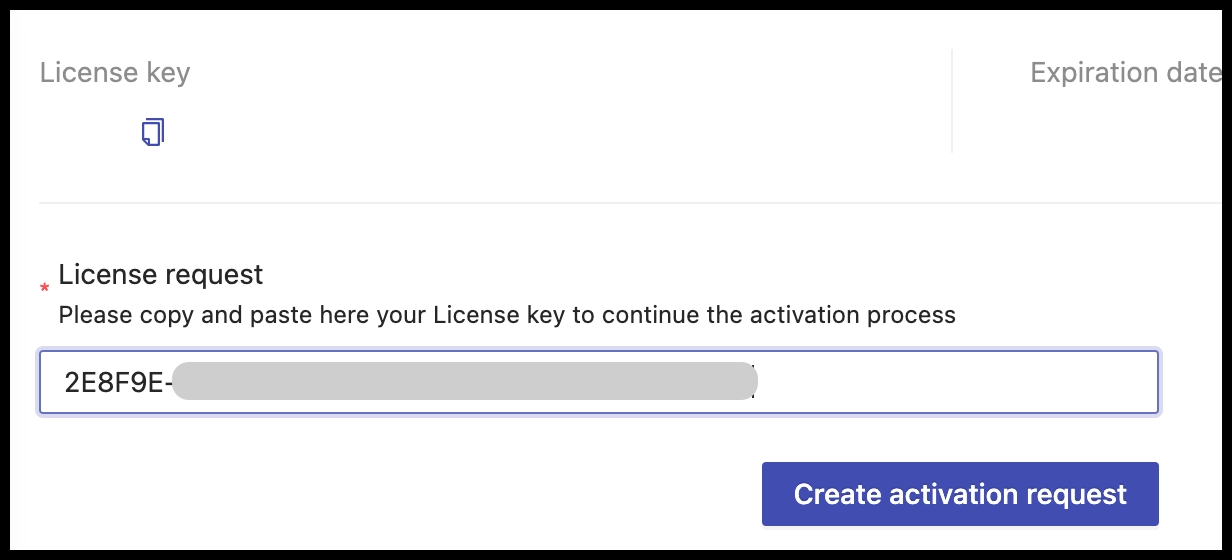 License key
Expiration date
* License request
Please copy and paste here your License key to continue the activation process
2E8F9E-
Create activation request